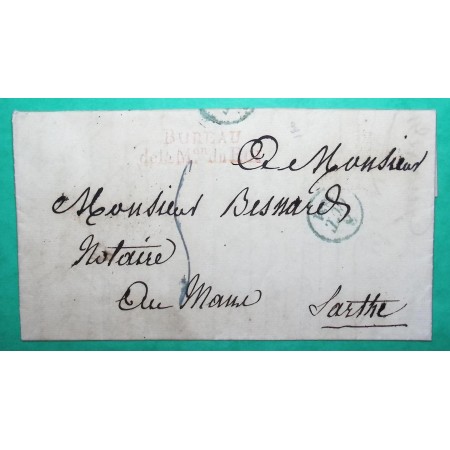 BUREAU
A Monsieur
Monsieur Besnard
Notaire
Au Mans
Sarthe